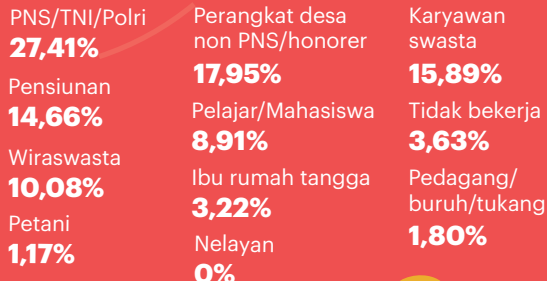 PNS/TNI/Polri
27,41%
Pensiunan
14,66%
Wiraswasta
10,08%
Petani
1,17%
Perangkat desa
non PNS/honorer
17,95%
Pelajar/Mahasiswa
8,91%
Ibu rumah tangga
3,22%
Nelayan
0%
Karyawan
swasta
15,89%
Tidak bekerja
3,63%
Pedagang/
buruh/tukang
1,80%